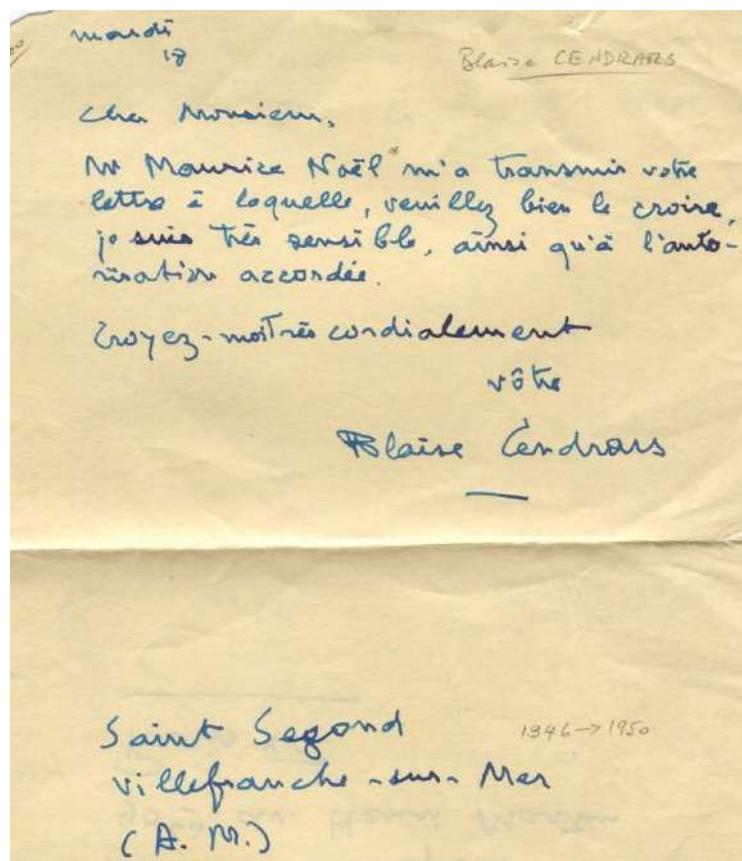 mardi
Blaise CENDRARS
Cher Monsieur,
Mr Maurice Noël m'a transmis votre
lettre à laquelle, veuillez bien le croire,
je suis très sensible, ainsi qu'à l'auto-
risation accordée.
Croyez-moi très cordialement
vôtre
Blaise Cendrars
Saint Segond
1946→1950
Villefranche-sur-Mer
(A. M.)